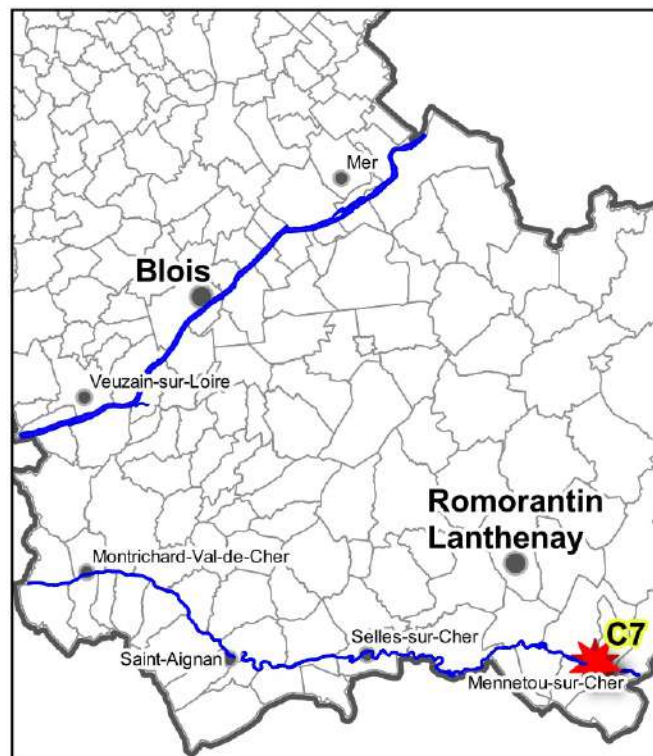 Mer
Blois
Veuzain-sur-Loire
Romorantin
Lanthenay
Montrichard-Val-de-Cher
C7
Selles-sur-Cher
Saint-Aignan
Mennetou-sur-Cher